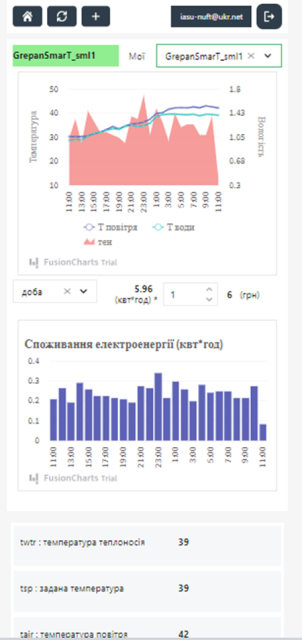 iasu-nuft@ukr.net
GrepanSmarT_sml1 Мої GrepanSmarT_sml1
Температура
Вологість
50 1.8
40 1.43
30 1.05
20 0.68
10 0.3
11:00 13:00 15:00 17:00 19:00 21:00 23:00 1:00 3:00 5:00 7:00 9:00 11:00
Т повітря Т води
тен
FusionCharts Trial
доба 5.96 (квт*год) * 1 6 (грн)
Споживання електроенергії (квт*год)
0.4
0.3
0.2
0.1
0
11:00 13:00 15:00 17:00 19:00 21:00 23:00 1:00 3:00 5:00 7:00 9:00 11:00
FusionCharts Trial
twtr : температура теплоносія 39
tsp : задана температура 39
tair : температура повітря 42